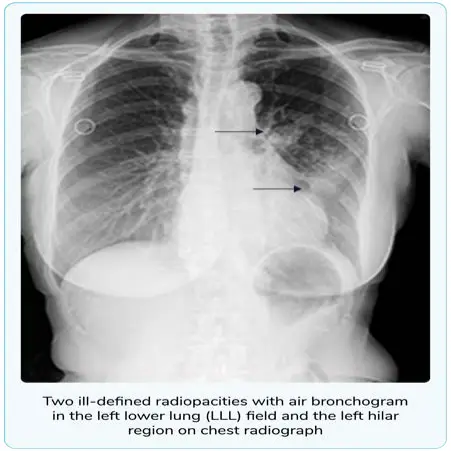 Two ill-defined radiopacities with air bronchogram
in the left lower lung (LLL) field and the left hilar
region on chest radiograph